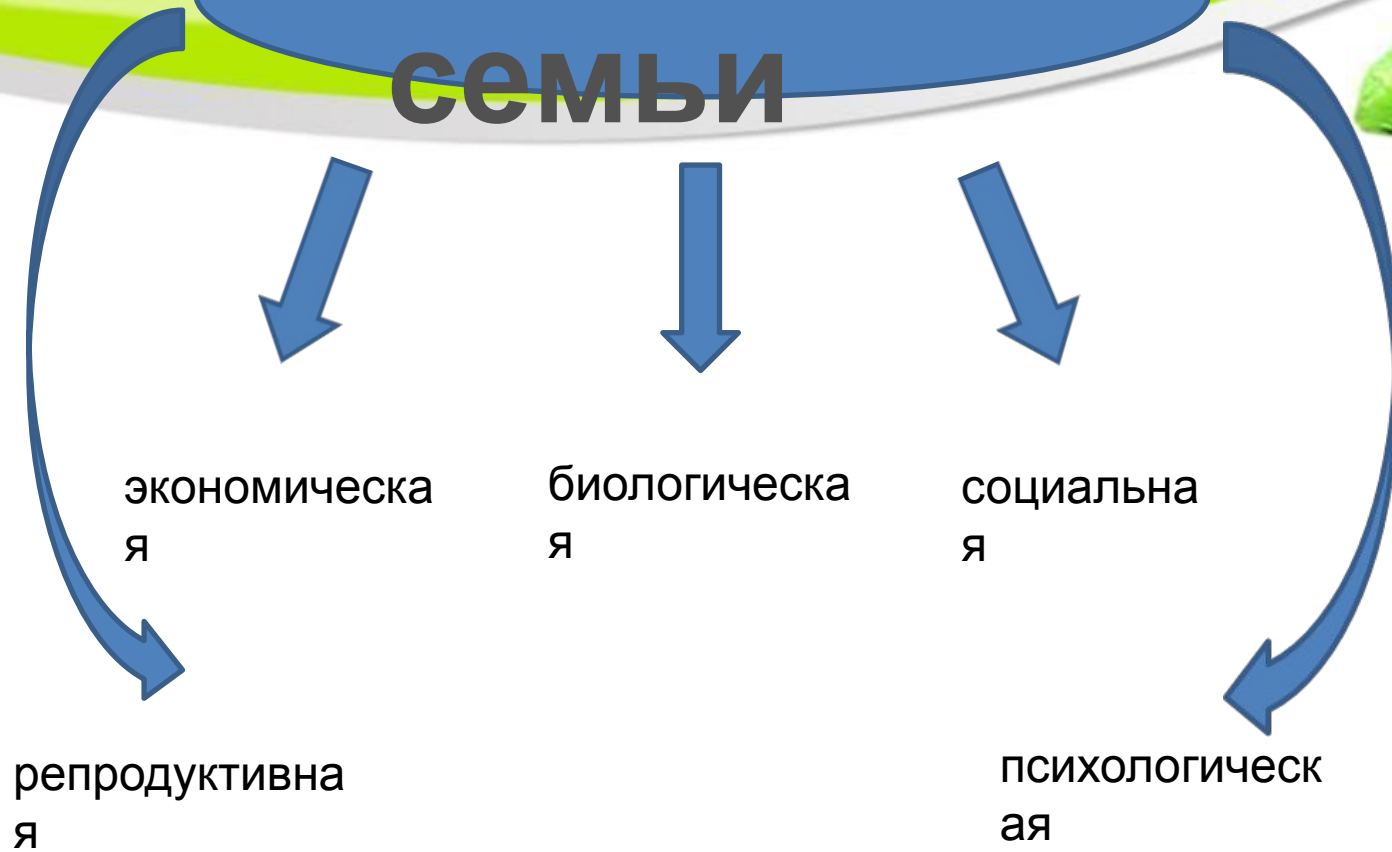 семьи
экономическа
я
биологическа
я
социальна
я
репродуктивна
я
психологическ
ая